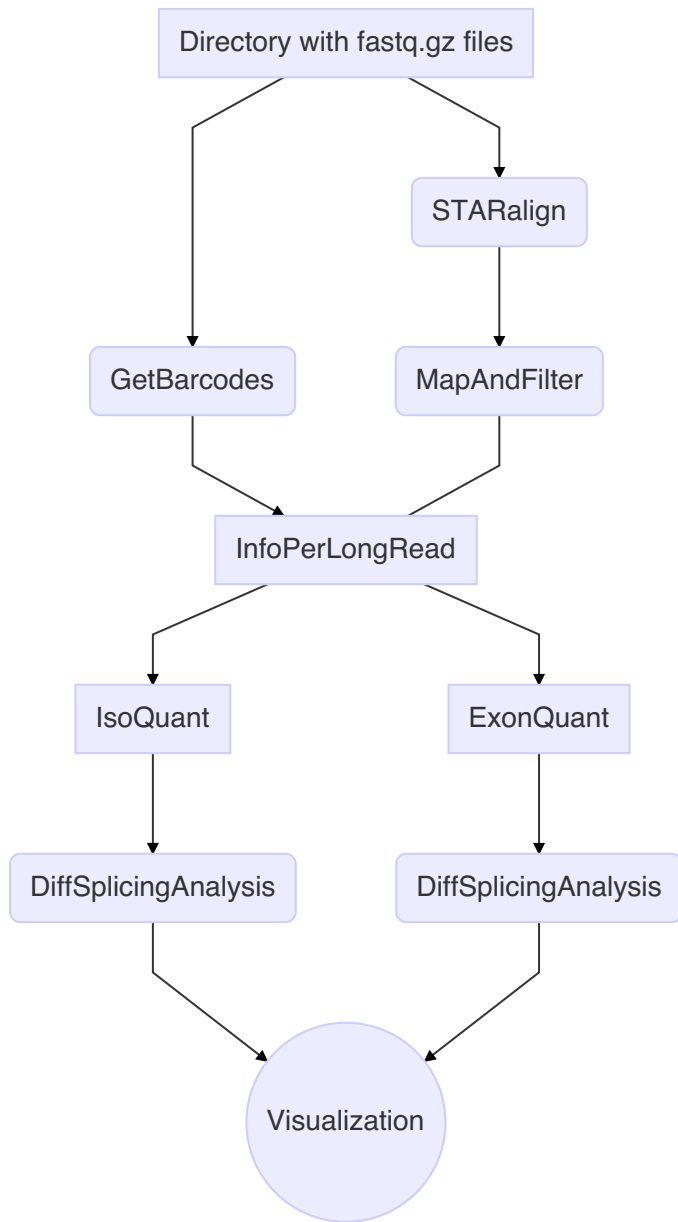 Directory with fastq.gz files
STARalign
GetBarcodes
MapAndFilter
InfoPerLongRead
IsoQuant
ExonQuant
DiffSplicingAnalysis
DiffSplicingAnalysis
Visualization